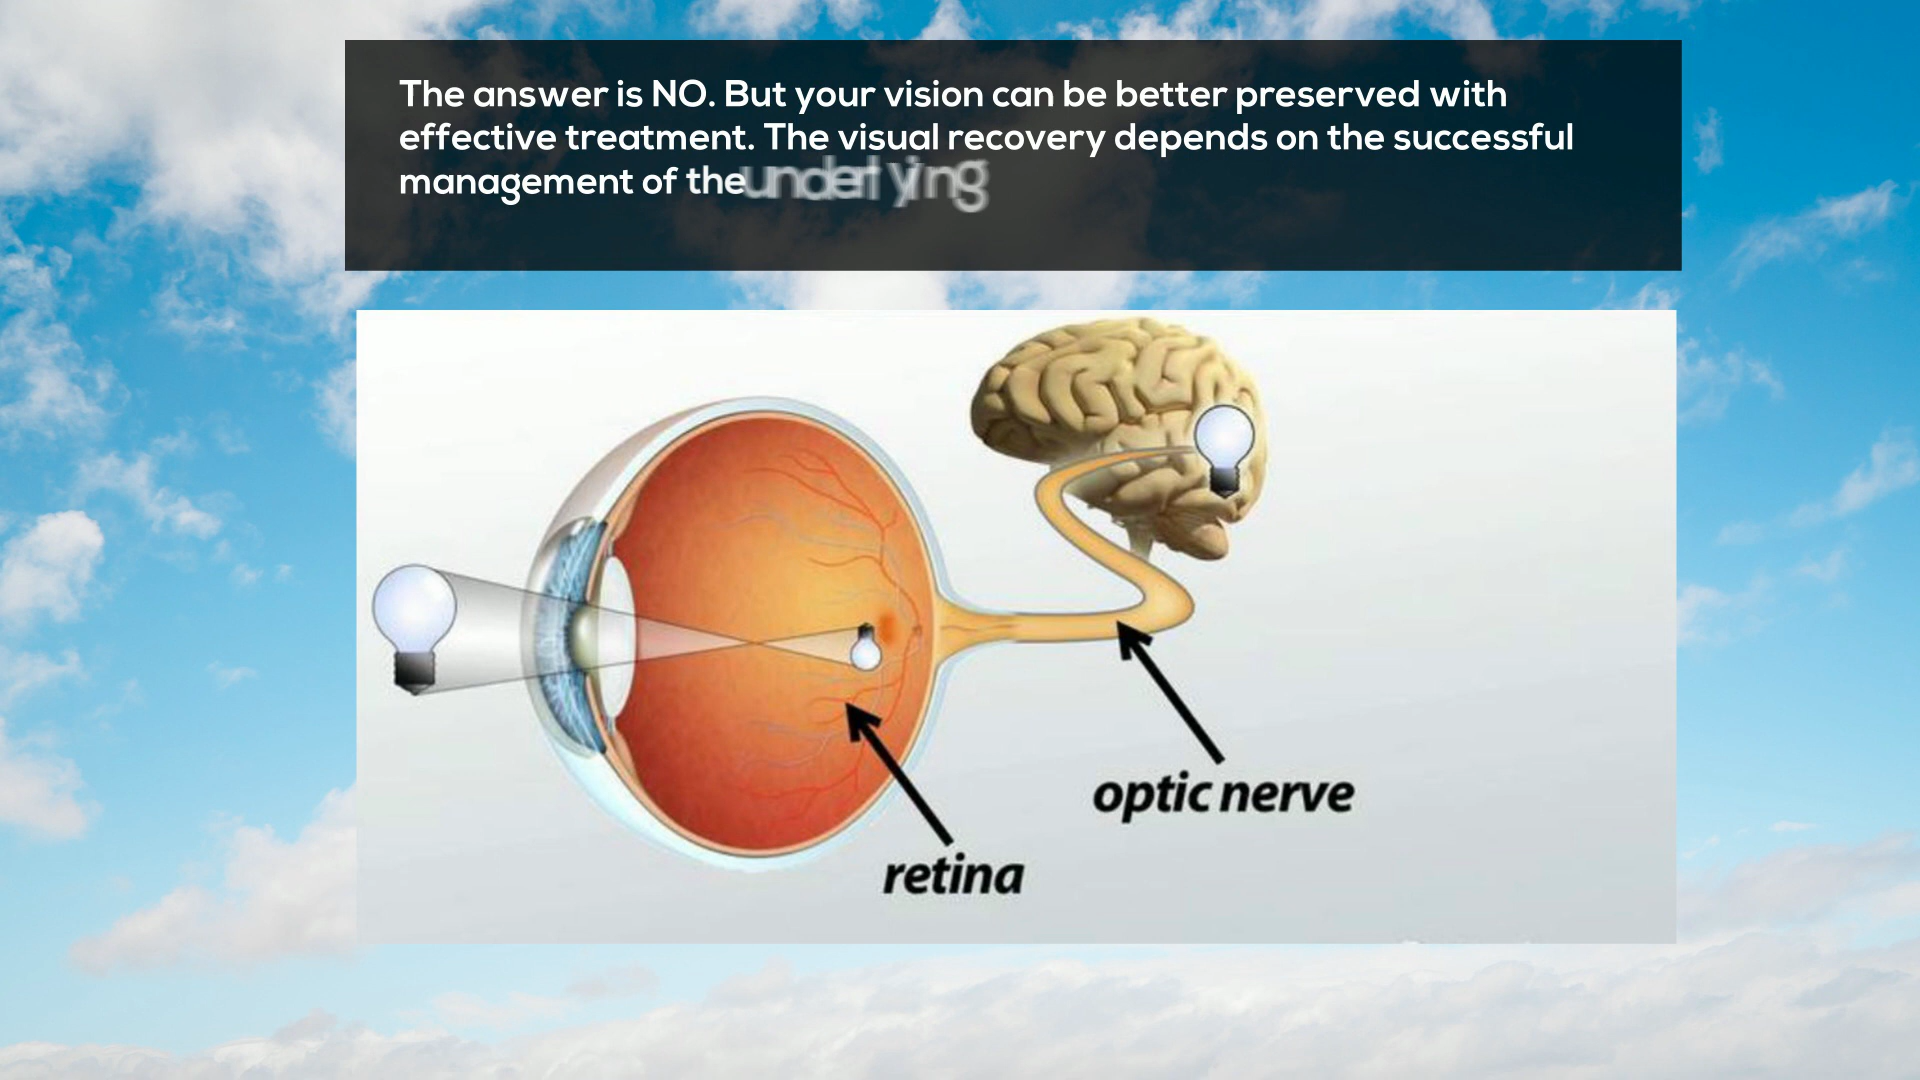 The answer is NO. But your vision can be better preserved with
effective treatment. The visual recovery depends on the successful
management of the underlying
optic nerve
retina